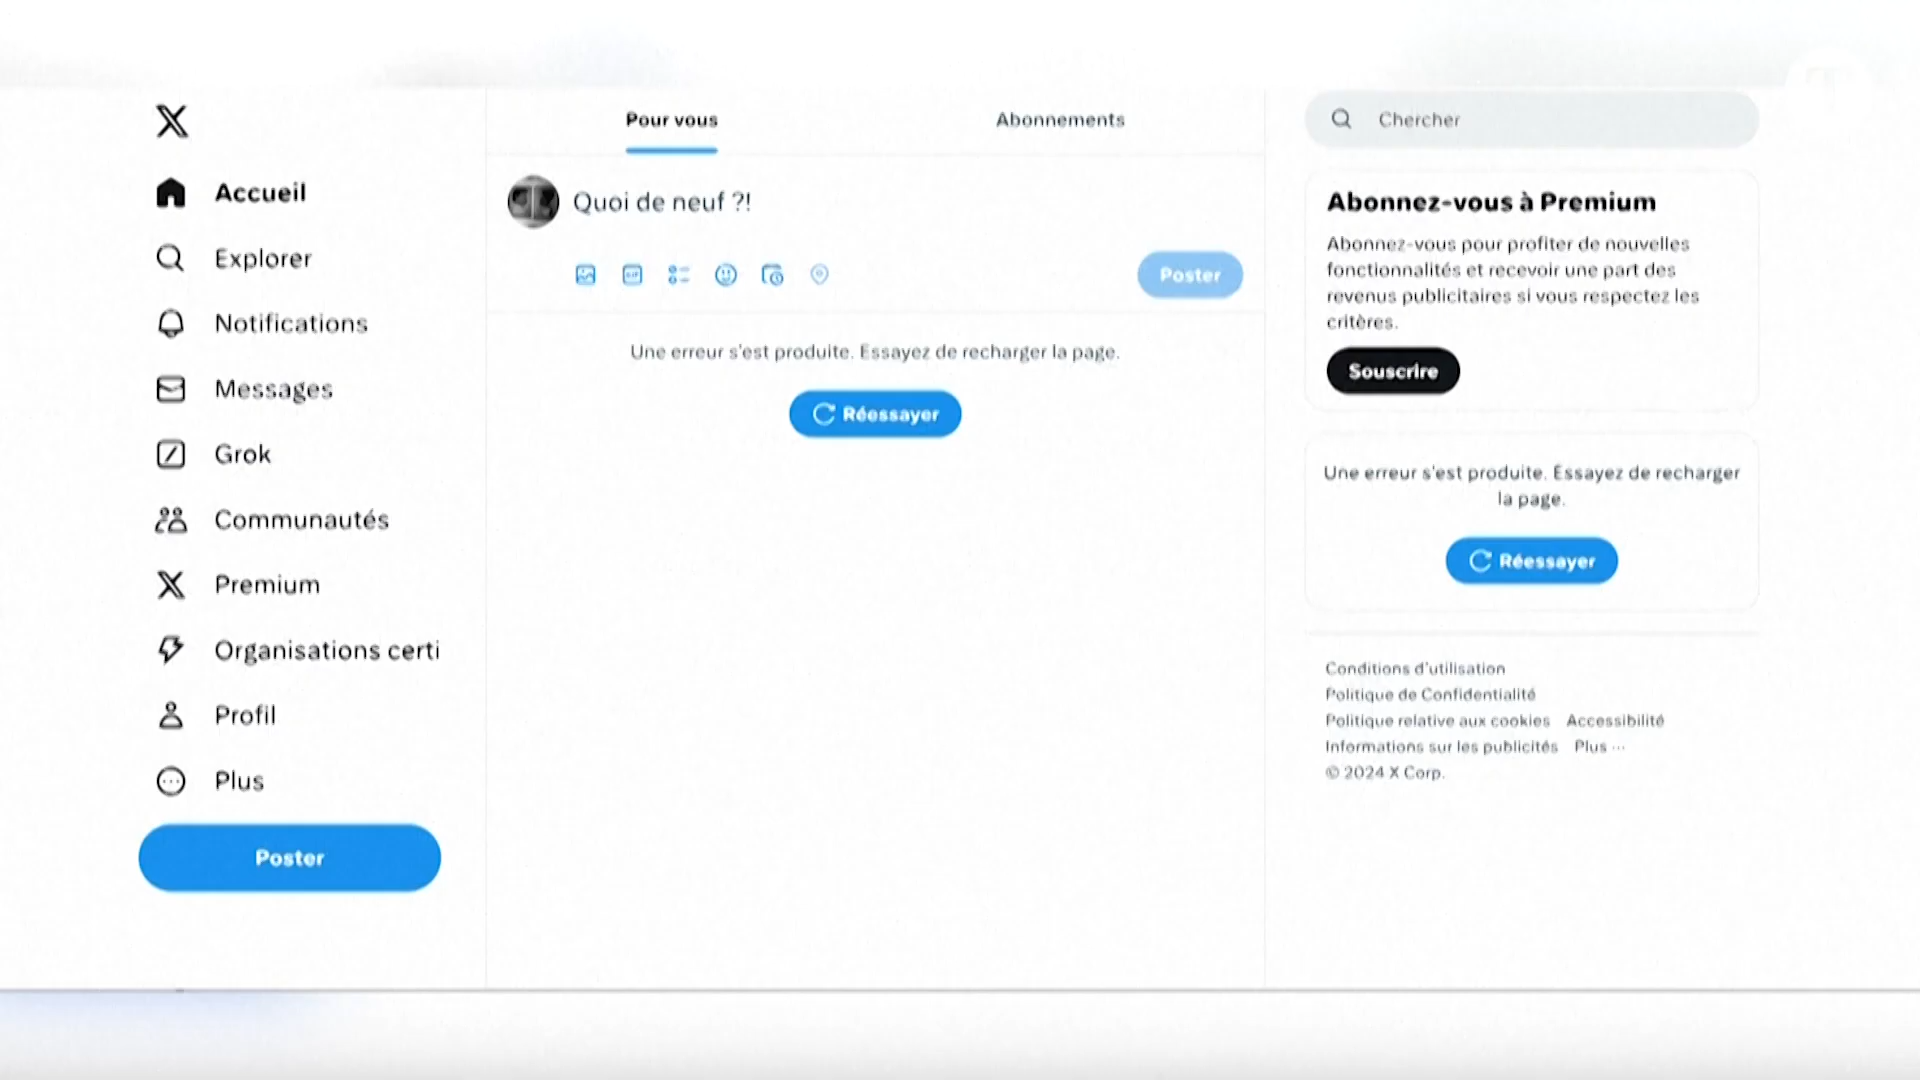 Accueil
Explorer
Notifications
Messages
Grok
Communautés
Premium
Organisations certi
Profil
Plus
Poster
Pour vous
Abonnements
Quoi de neuf ?!
GIF
Poster
Une erreur s'est produite. Essayez de recharger la page.
Réessayer
Chercher
Abonnez-vous à Premium
Abonnez-vous pour profiter de nouvelles
fonctionnalités et recevoir une part des
revenus publicitaires si vous respectez les
critères.
Souscrire
Une erreur s'est produite. Essayez de recharger
la page.
Réessayer
Conditions d'utilisation
Politique de Confidentialité
Politique relative aux cookies Accessibilité
Informations sur les publicités Plus ...
© 2024 X Corp.